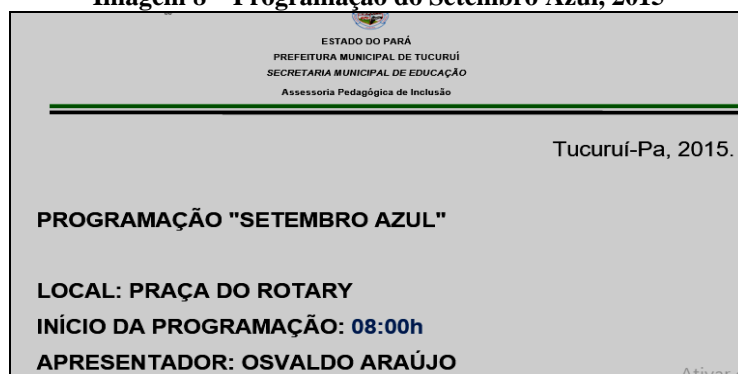 Imagem 8 – Programação do Setembro Azul, 2015
ESTADO DO PARÁ
PREFEITURA MUNICIPAL DE TUCURUÍ
SECRETARIA MUNICIPAL DE EDUCAÇÃO
Assessoria Pedagógica de Inclusão
Tucuruí-Pa, 2015.
PROGRAMAÇÃO "SETEMBRO AZUL"
LOCAL: PRAÇA DO ROTARY
INÍCIO DA PROGRAMAÇÃO: 08:00h
APRESENTADOR: OSVALDO ARAÚJO
Ativar